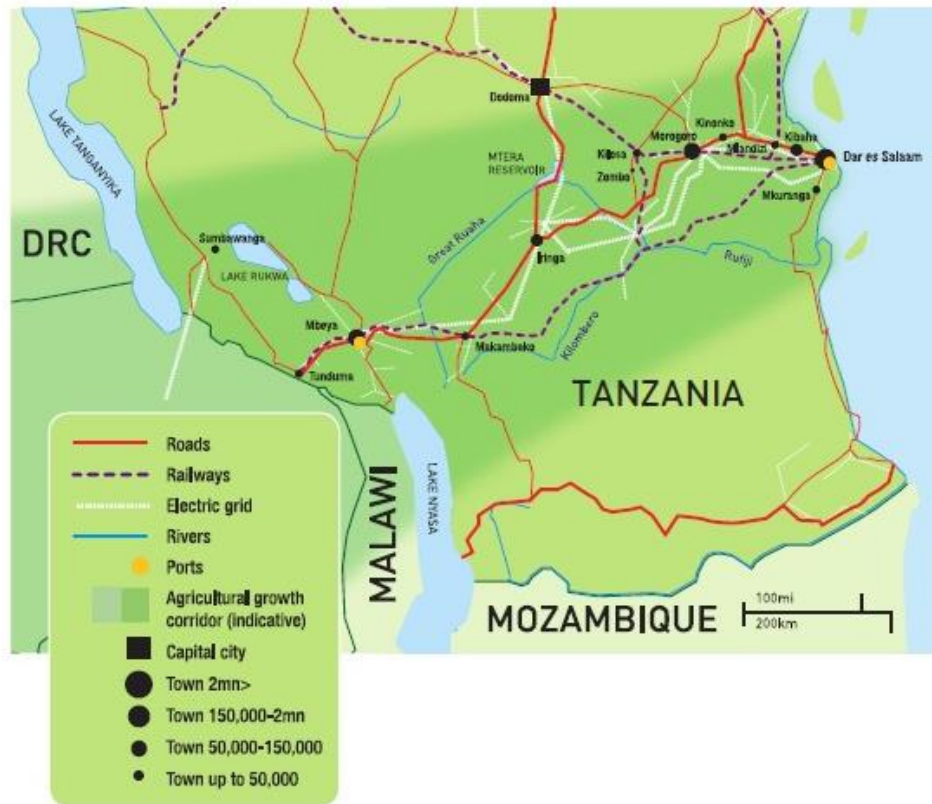 Dodoma
LAKE TANGANYIKA
MTERA
RESERVOIR
Kilosa
Zombo
Morogoro
Kinonko
Mlandizi
Kibaha
Dar es Salaam
Mkuranga
DRC
Sumbawanga
LAKE RUKWA
Great Ruaha
Iringa
Rufiji
Mbeya
Makambako
Kilombero
Tunduma
TANZANIA
MALAWI
LAKE NYASA
MOZAMBIQUE
100mi
200km
Roads
Railways
Electric grid
Rivers
Ports
Agricultural growth
corridor (indicative)
Capital city
Town 2mn>
Town 150,000-2mn
Town 50,000-150,000
Town up to 50,000